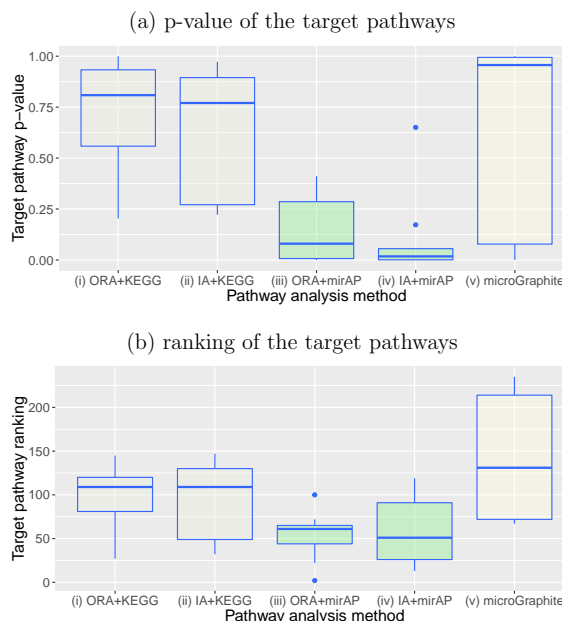 (a) p-value of the target pathways
Target pathway p−value
1.00
0.75
0.50
0.25
0.00
(i) ORA+KEGG (ii) IA+KEGG (iii) ORA+mirAP (iv) IA+mirAP (v) microGraphite
Pathway analysis method
(b) ranking of the target pathways
Target pathway ranking
200
150
100
50
0
(i) ORA+KEGG (ii) IA+KEGG (iii) ORA+mirAP (iv) IA+mirAP (v) microGraphite
Pathway analysis method